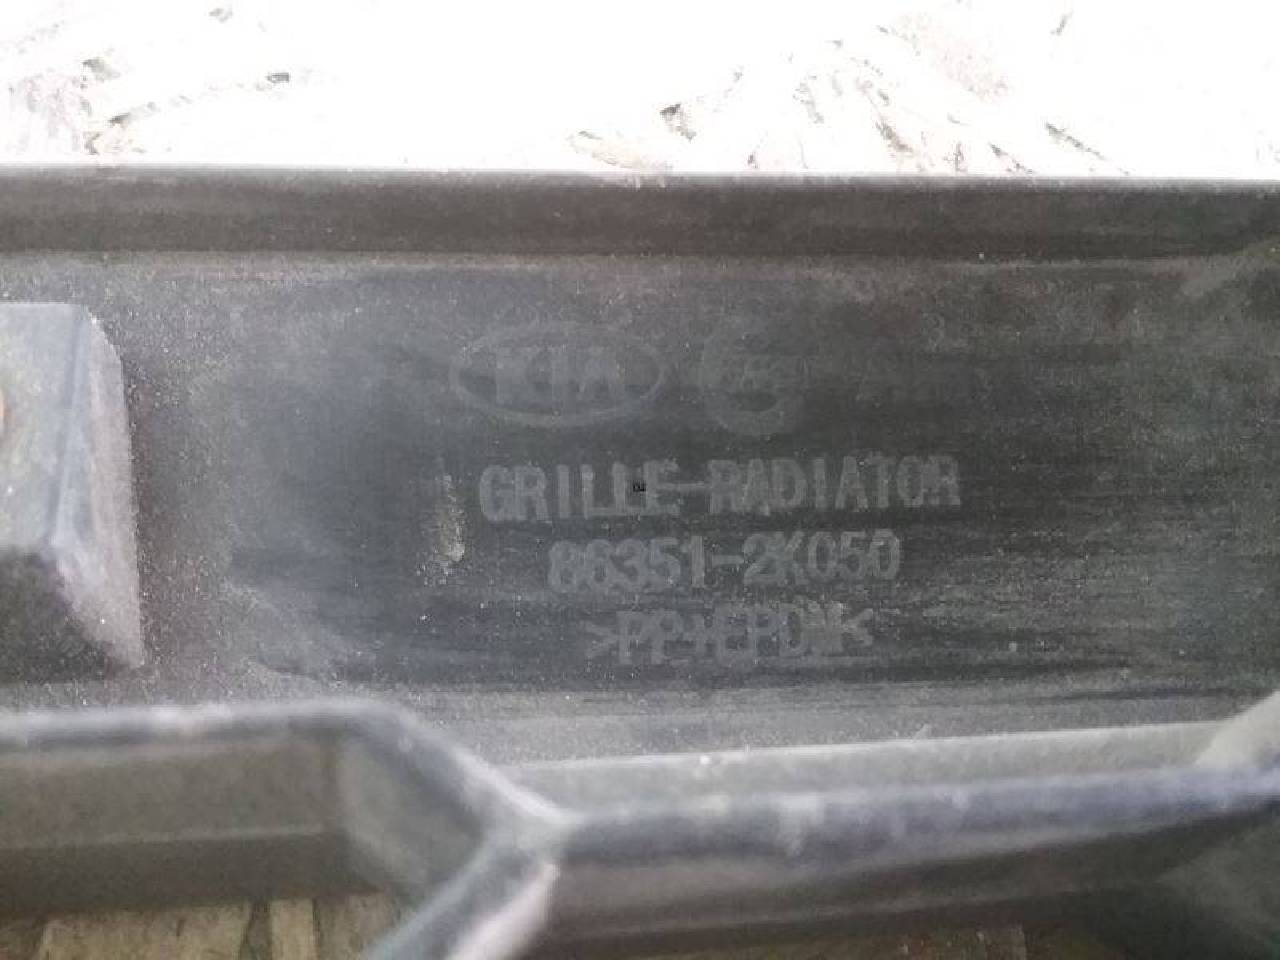 KIA
GRILLE-RADIATOR
86351-2K050
>PP+EPDM<